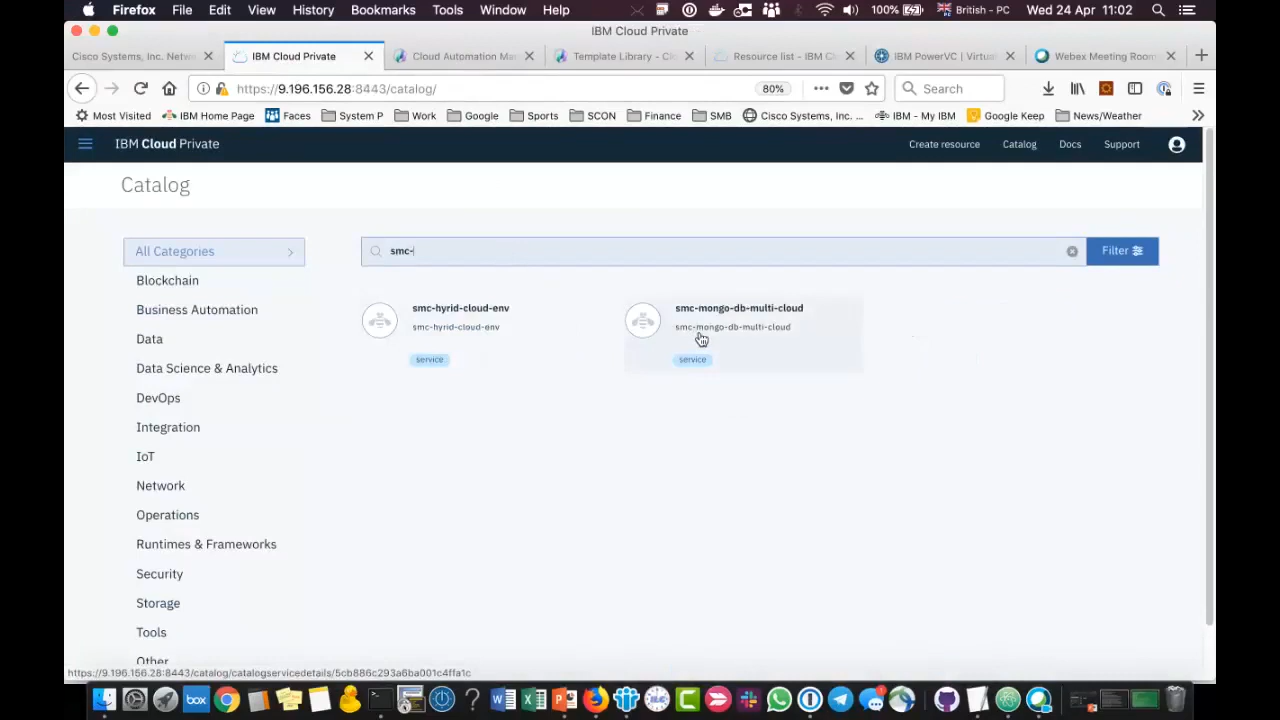 Firefox File Edit View History Bookmarks Tools Window Help 100% British - PC Wed 24 Apr 11:02
IBM Cloud Private
Cisco Systems, Inc. Netw
IBM Cloud Private
Cloud Automation Ma
Template Library - Cl
Resource list - IBM C
IBM PowerVC | Virtual
Webex Meeting Room
https://9.196.156.28:8443/catalog/ 80% Search
Most Visited IBM Home Page Faces System P Work Google Sports SCON Finance SMB Cisco Systems, Inc. ... IBM - My IBM Google Keep News/Weather
IBM Cloud Private Create resource Catalog Docs Support
Catalog
All Categories
Blockchain
Business Automation
Data
Data Science & Analytics
DevOps
Integration
IoT
Network
Operations
Runtimes & Frameworks
Security
Storage
Tools
Other
smc- Filter
smc-hyrid-cloud-env
smc-hyrid-cloud-env
service
smc-mongo-db-multi-cloud
smc-mongo-db-multi-cloud
service
https://9.196.156.28:8443/catalog/catalogservicedetails/5cb886c293a6ba001c4ffa1c
box